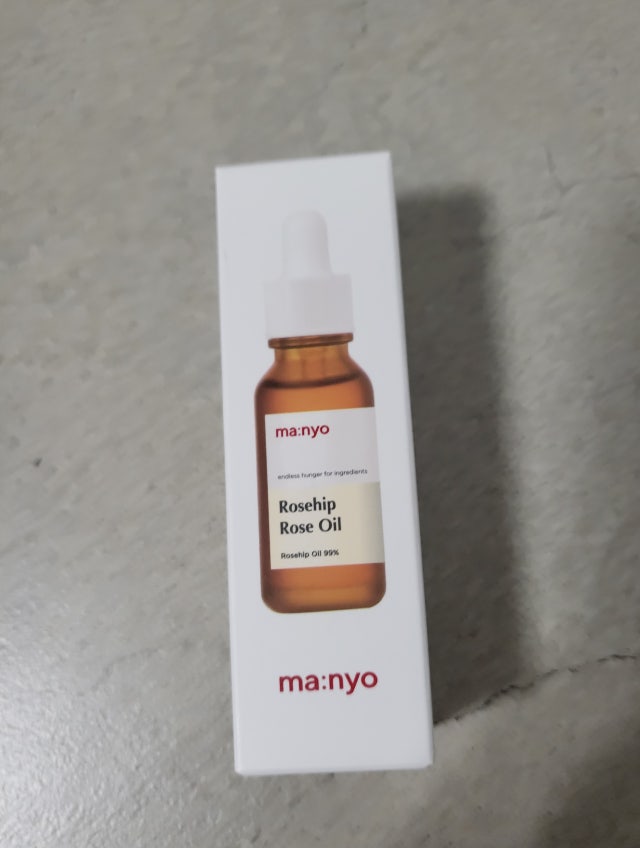 ma:nyo
endless hunger for ingredients
Rosehip
Rose Oil
Rosehip Oil 99%
ma:nyo